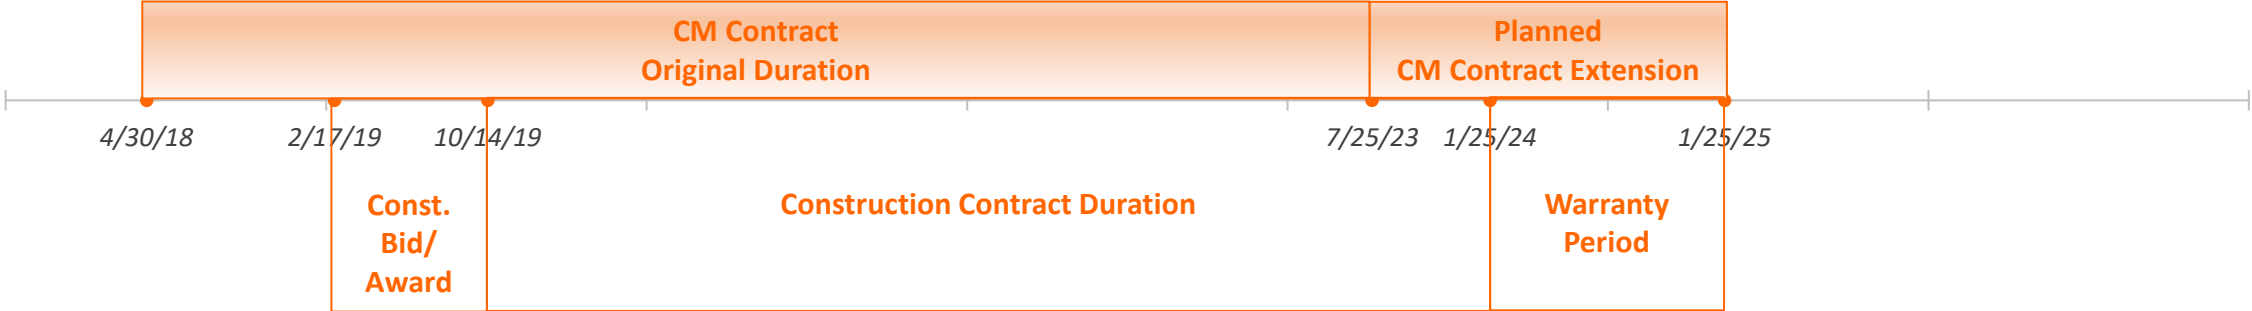 CM Contract
Original Duration
Planned
CM Contract Extension
4/30/18
2/17/19
10/14/19
7/25/23
1/25/24
1/25/25
Const.
Bid/
Award
Construction Contract Duration
Warranty
Period